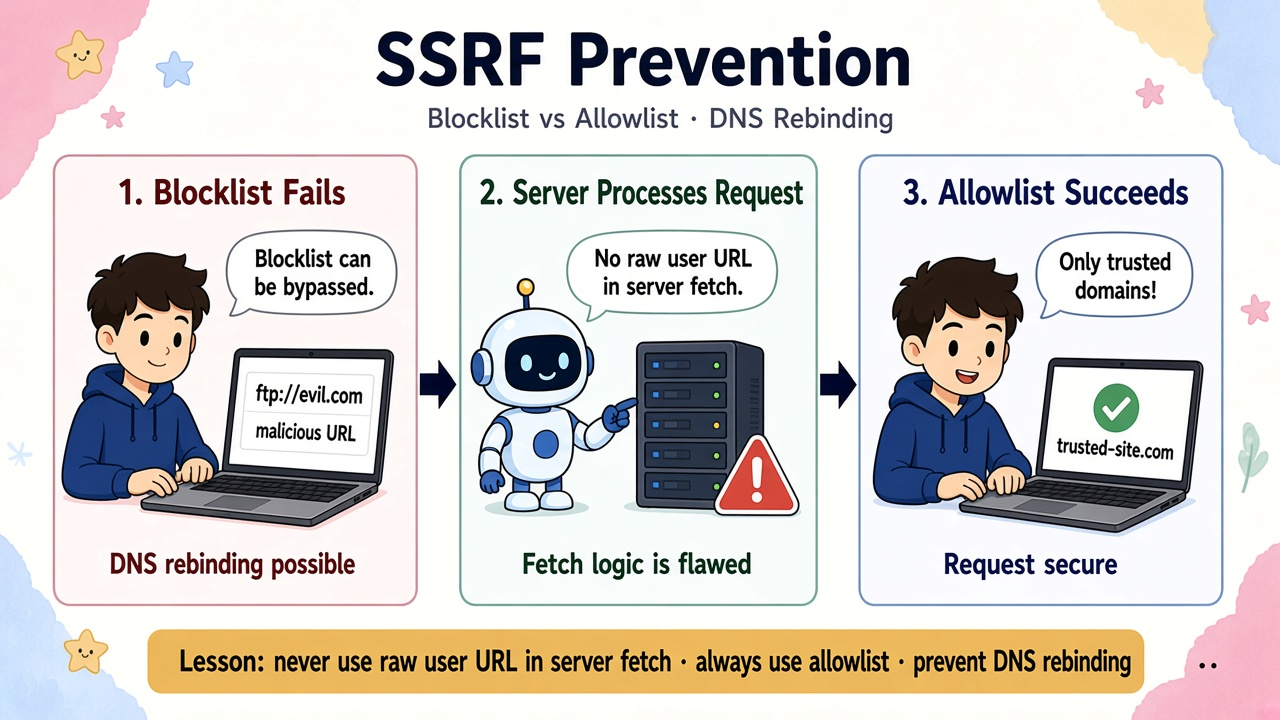 SSRF Prevention
Blocklist vs Allowlist · DNS Rebinding
1. Blocklist Fails
Blocklist can
be bypassed.
ftp://evil.com
malicious URL
DNS rebinding possible
2. Server Processes Request
No raw user URL
in server fetch.
Fetch logic is flawed
3. Allowlist Succeeds
Only trusted
domains!
trusted-site.com
Request secure
Lesson: never use raw user URL in server fetch · always use allowlist · prevent DNS rebinding